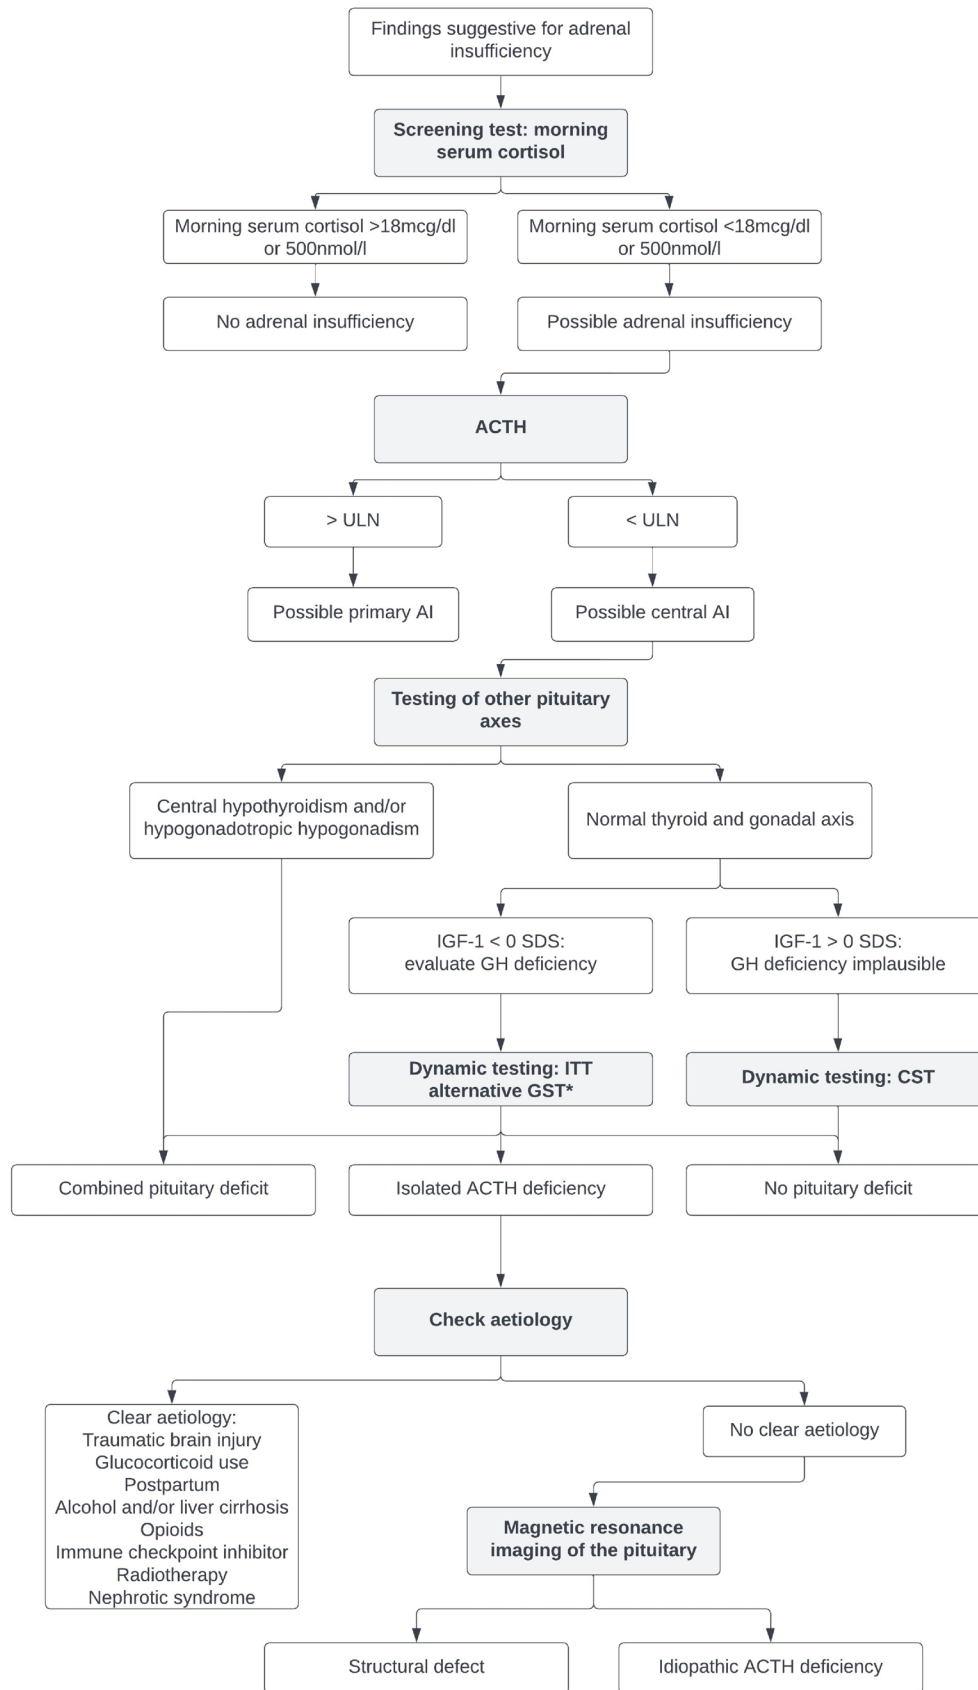 Findings suggestive for adrenal
insufficiency
Screening test: morning
serum cortisol
Morning serum cortisol >18mcg/dl
or 500nmol/l
Morning serum cortisol <18mcg/dl
or 500nmol/l
No adrenal insufficiency
Possible adrenal insufficiency
ACTH
> ULN
< ULN
Possible primary AI
Possible central AI
Testing of other pituitary
axes
Central hypothyroidism and/or
hypogonadotropic hypogonadism
Normal thyroid and gonadal axis
IGF-1 < 0 SDS:
evaluate GH deficiency
IGF-1 > 0 SDS:
GH deficiency implausible
Dynamic testing: ITT
alternative GST*
Dynamic testing: CST
Combined pituitary deficit
Isolated ACTH deficiency
No pituitary deficit
Check aetiology
Clear aetiology:
Traumatic brain injury
Glucocorticoid use
Postpartum
Alcohol and/or liver cirrhosis
Opioids
Immune checkpoint inhibitor
Radiotherapy
Nephrotic syndrome
No clear aetiology
Magnetic resonance
imaging of the pituitary
Structural defect
Idiopathic ACTH deficiency